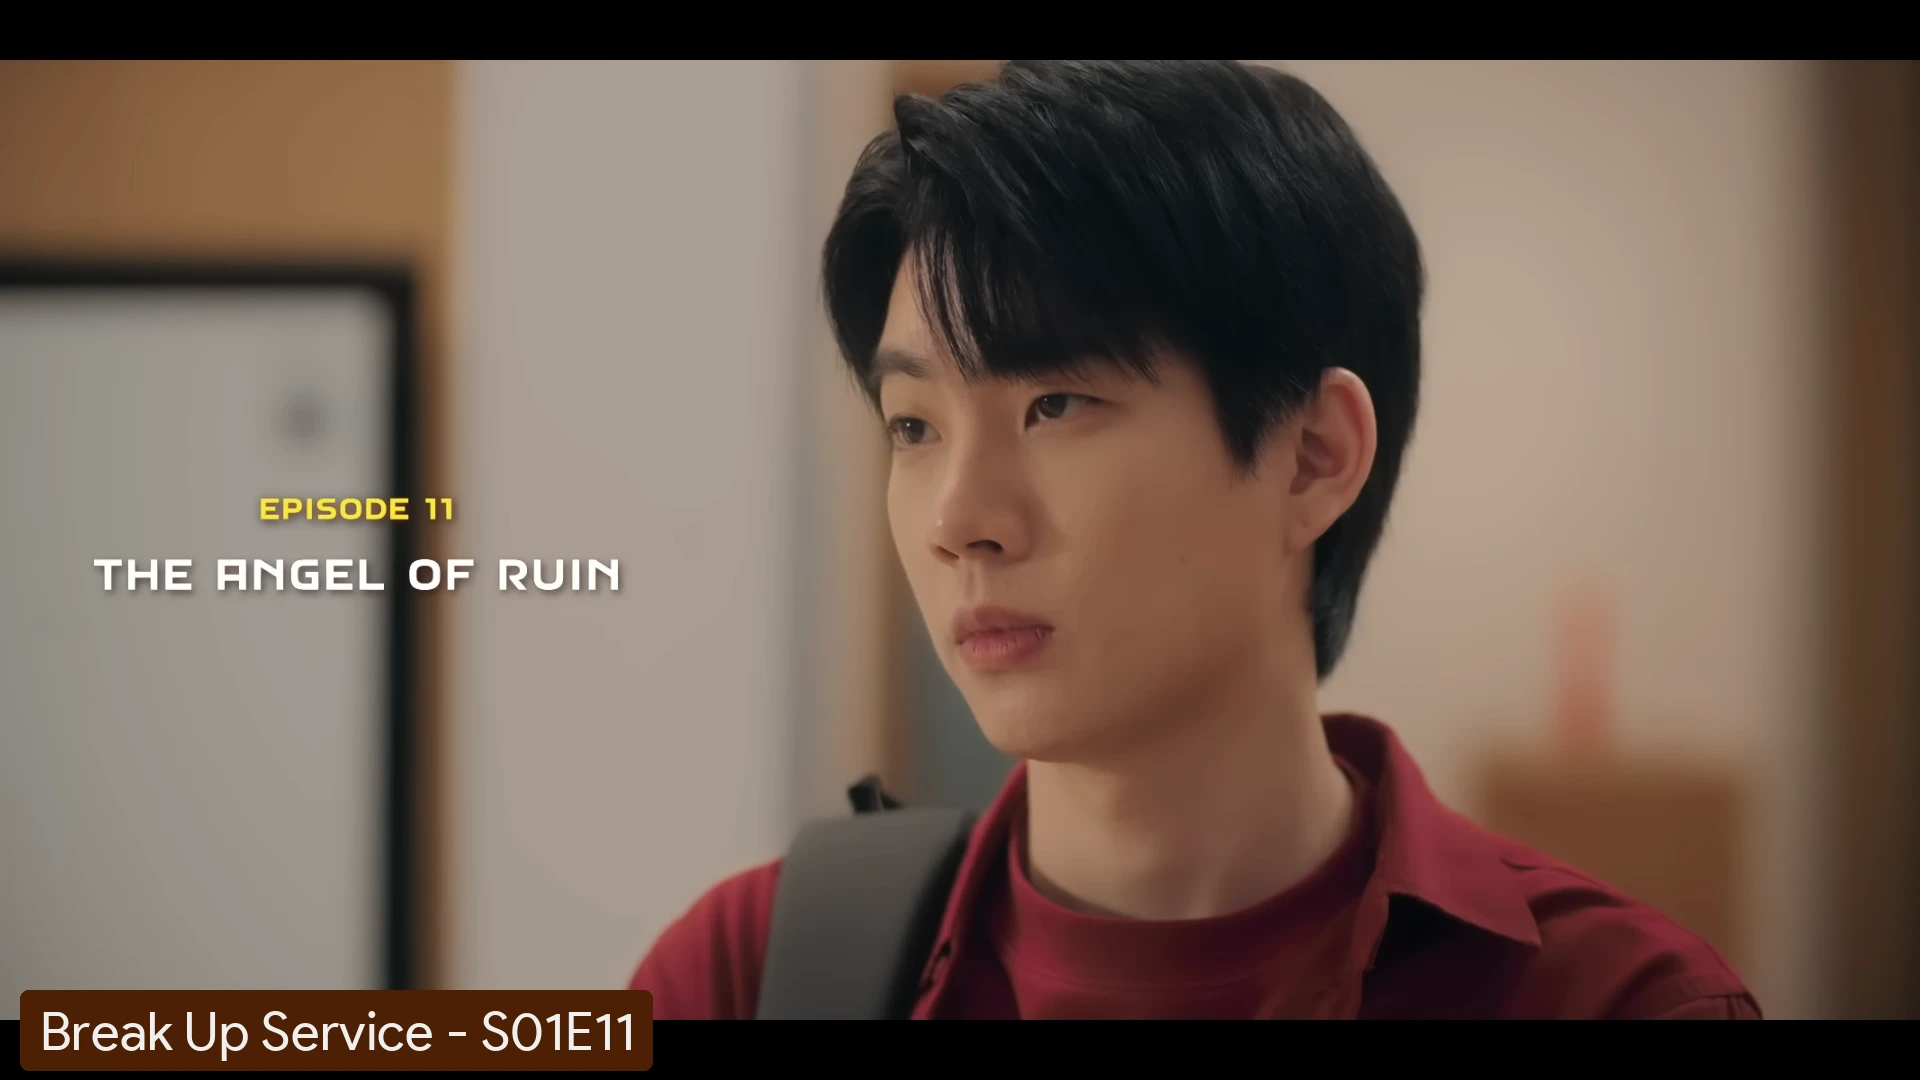 EPISODE 11
THE ANGEL OF RUIN
Break Up Service - S01E11